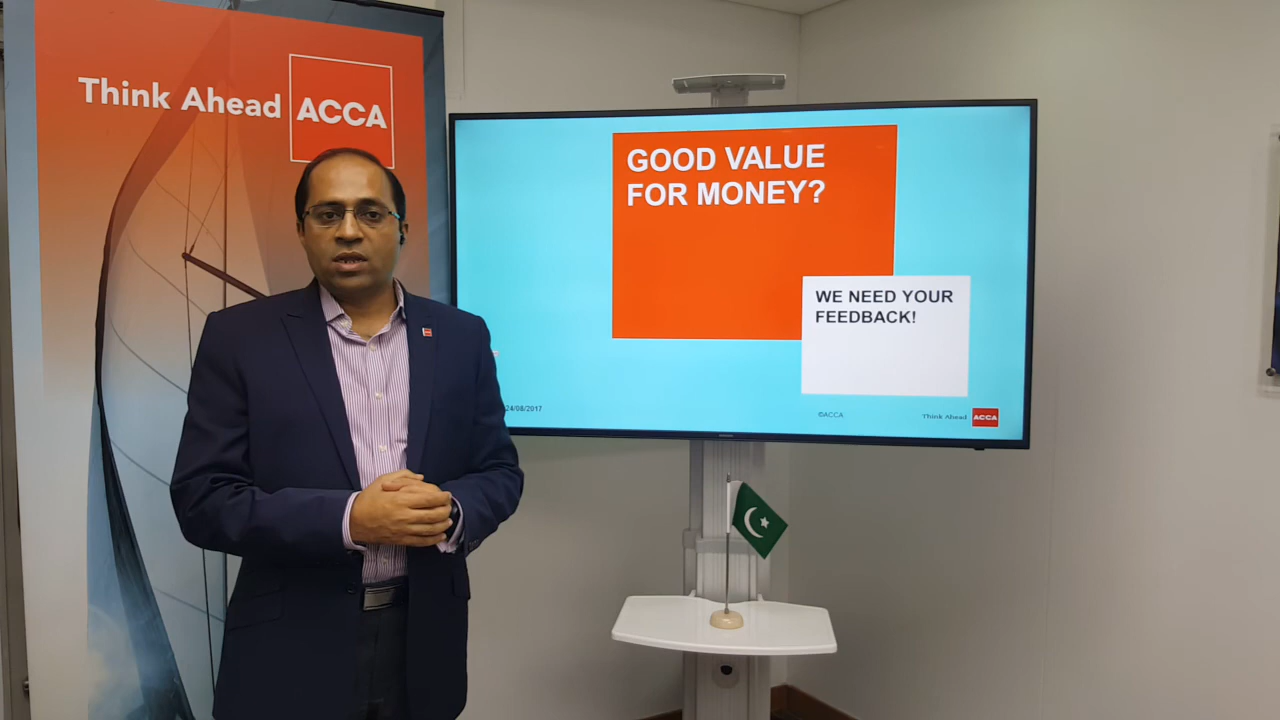 Think Ahead ACCA
GOOD VALUE
FOR MONEY?
WE NEED YOUR
FEEDBACK!
24/08/2017
©ACCA
Think Ahead ACCA